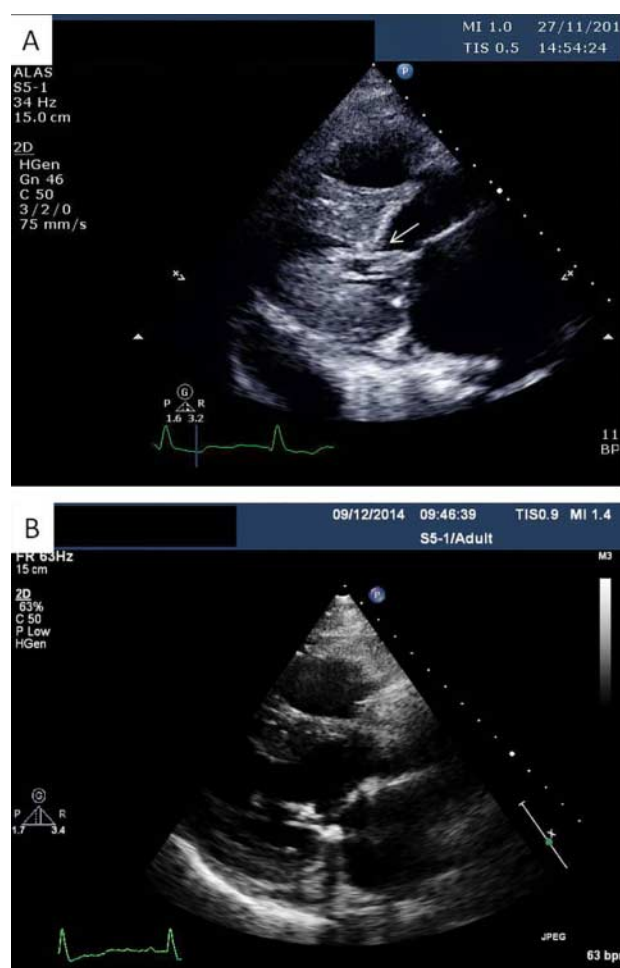 A
MI 1.0 27/11/201
TIS 0.5 14:54:24
P
ALAS
S5-1
34 Hz
15.0 cm
2D
HGen
Gn 46
C 50
3/2/0
75 mm/s
G
P R
1.6 3.2
11
BP
B
09/12/2014 09:46:39 TIS0.9 MI 1.4
S5-1/Adult
FR 63Hz
15 cm
P
M3
2D
63%
C 50
P Low
HGen
G
P R
1.7 3.4
JPEG
63 bpm